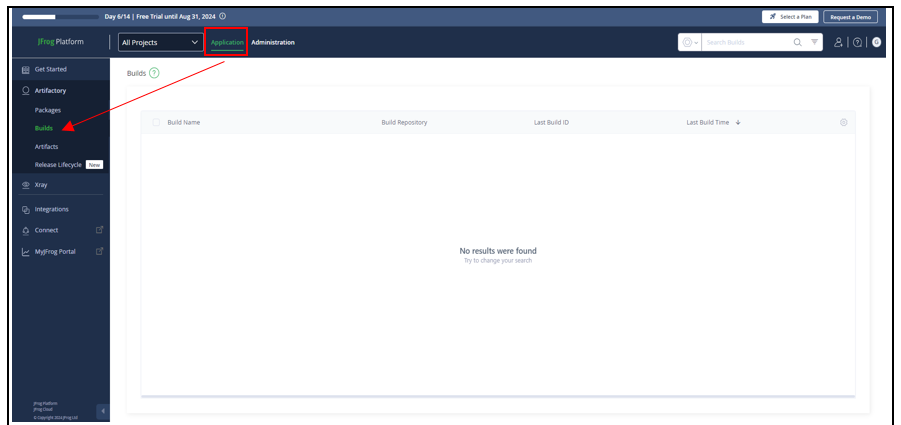 Day 6/14 | Free Trial until Aug 31, 2024
Select a Plan
Request a Demo
JFrog Platform
All Projects
Application
Administration
Search Builds
G
Get Started
Artifactory
Packages
Builds
Artifacts
Release Lifecycle New
Xray
Integrations
Connect
MyJFrog Portal
JFrog Platform
JFrog Cloud
© Copyright 2024 JFrog Ltd
Builds ?
Build Name
Build Repository
Last Build ID
Last Build Time
No results were found
Try to change your search